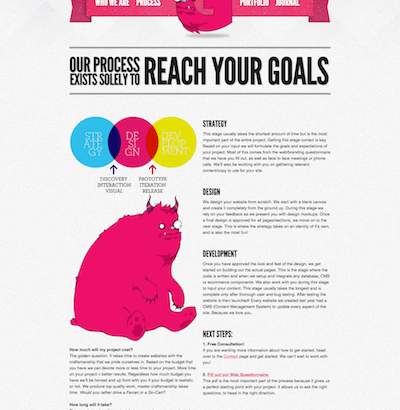 WHO WE ARE PROCESS PORTFOLIO JOURNAL
OUR PROCESS
EXISTS SOLELY TO
REACH YOUR GOALS
STR
ATE
GY
DE
SI
GN
DEV
ELOP
MENT
DISCOVERY
INTERACTION
VISUAL
PROTOTYPE
ITERATION
RELEASE
STRATEGY
This stage usually takes the shortest amount of time but is the most
important part of the entire project. Getting this stage correct is key.
Based on your input we will formulate the goals and expectations of
your project. Most of this comes from the web/branding questionnaire
that we have you fill out, as well as face to face meetings or phone
calls. We'll also be working with you on gathering relevant
content/copy to use for your site.
DESIGN
We design your website from scratch. We start with a blank canvas
and create it completely from the ground up. During this stage we
rely on your feedback as we present you with design mockups. Once
a final design is approved for all pages/sections, we move on to the
next stage. This is where the strategy takes on an identity of it's own,
and is also the most fun!
DEVELOPMENT
Once you have approved the look and feel of the design, we get
started on building out the actual pages. This is the stage where the
code is written and when we setup and integrate any database, CMS
or ecommerce components. We also work with you during this stage
to input your content. This stage usually takes the longest and is
complete only after thorough user and bug testing. After testing the
website is then launched! Every website we created last year had a
CMS (Content Management System) to update every aspect of the
site. Because we love you.
NEXT STEPS:
1. Free Consultation!
If you are wanting more information about how to get started, head
over to the Contact page and get started. We can't wait to work with
you!
2. Fill out our Web Questionnaire.
This pdf is the most important part of the process because it gives us
a perfect starting point with your project. It allows us to ask the right
questions, to head in the right direction.
How much will my project cost?
The golden question. It takes time to create websites with the
craftmanship that we pride ourselves in. Based on the budget that
you have we can devote more or less time to your project. More time
on your project = better results. Regardless how much budget you
have we'll be honest and up front with you if your budget is realistic
or not. We produce top quality work, meaningful templates takes
time. Would you rather drive a Ferrari or a Go-Cart?
How long will it take?